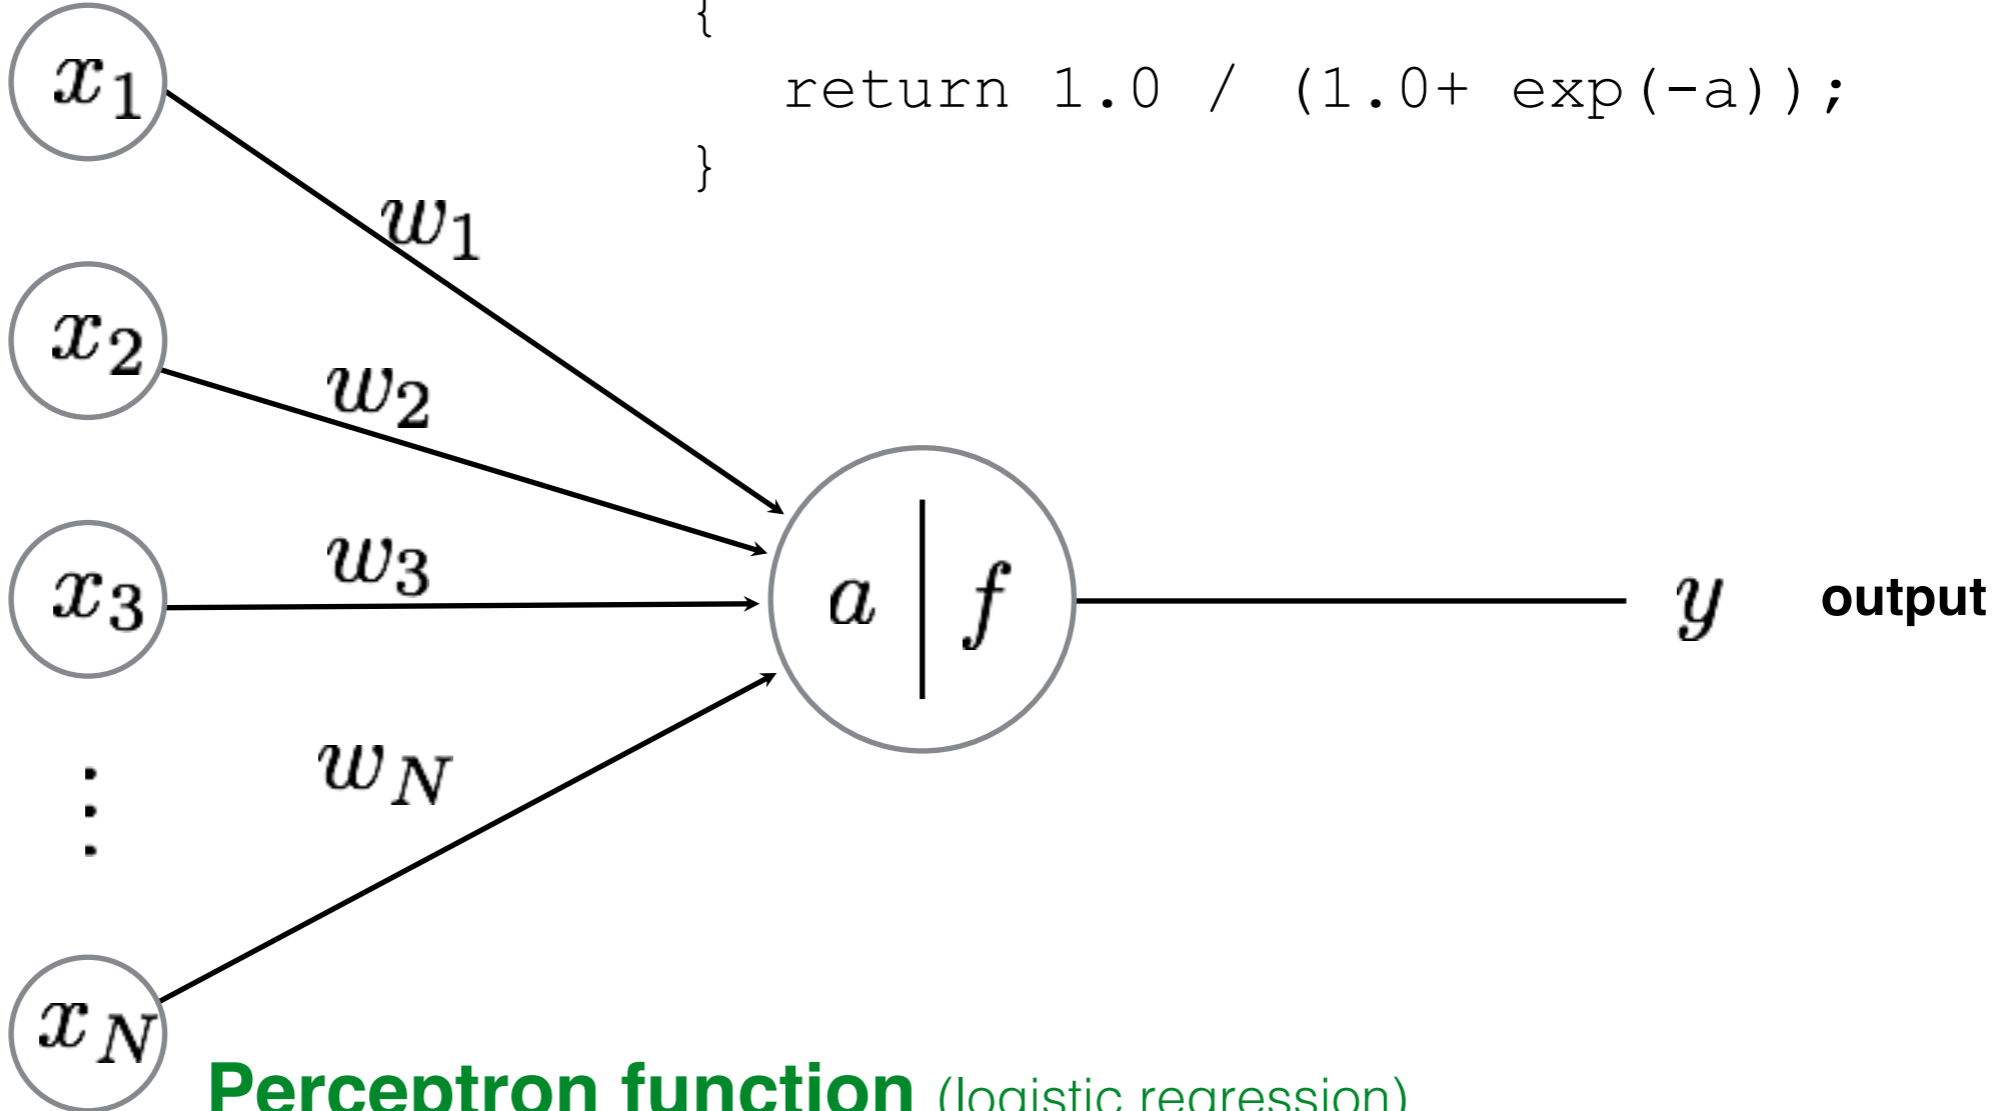 {
return 1.0 / (1.0+ exp(-a));
}
x1
w1
x2
w2
x3
w3
a | f
y output
⋮
wN
xN
Perceptron function (logistic regression)